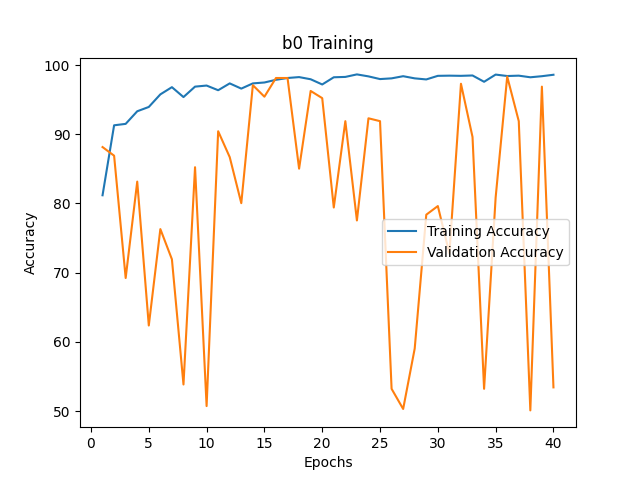 b0 Training
100
90
80
70
60
50
Accuracy
Training Accuracy
Validation Accuracy
0 5 10 15 20 25 30 35 40
Epochs